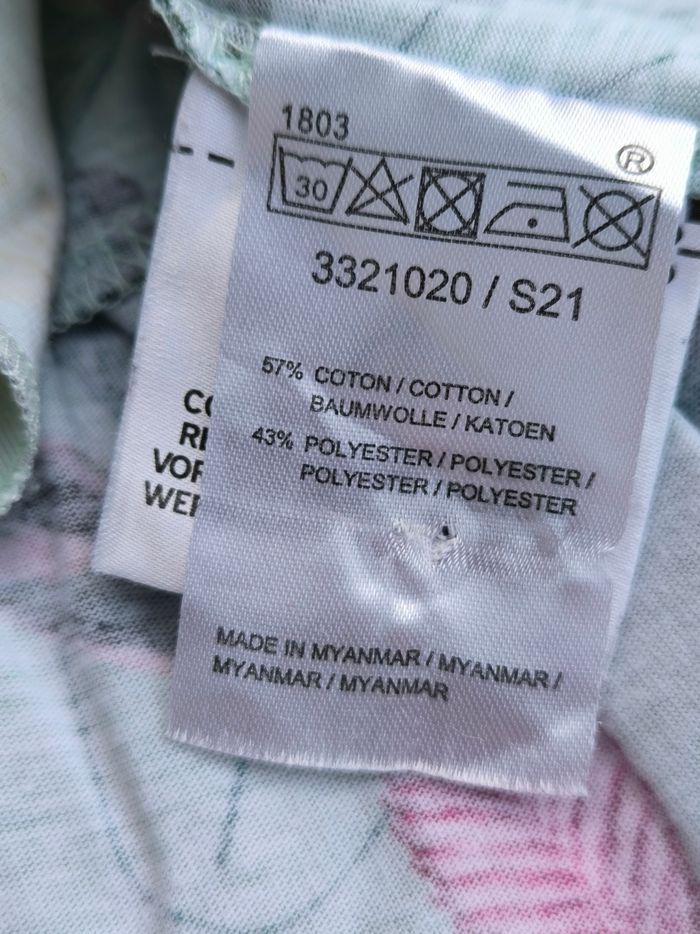 1803
®
30
3321020 / S21
57% COTON / COTTON /
BAUMWOLLE / KATOEN
43% POLYESTER / POLYESTER /
POLYESTER / POLYESTER
MADE IN MYANMAR / MYANMAR /
MYANMAR / MYANMAR